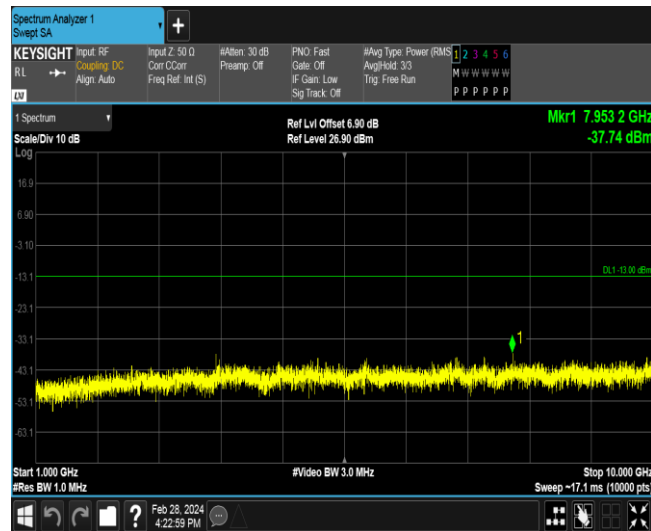 Spectrum Analyzer 1
Swept SA
+
KEYSIGHT
RL
LXI
Input: RF
Coupling: DC
Align: Auto
Input Z: 50 Ω
Corr CCorr
Freq Ref: Int (S)
#Atten: 30 dB
Preamp: Off
PNO: Fast
Gate: Off
IF Gain: Low
Sig Track: Off
#Avg Type: Power (RMS
Avg|Hold: 3/3
Trig: Free Run
1 2 3 4 5 6
M W W W W W
P P P P P P
1 Spectrum
Scale/Div 10 dB
Log
Ref Lvl Offset 6.90 dB
Ref Level 26.90 dBm
Mkr1 7.953 2 GHz
-37.74 dBm
16.9
6.90
-3.10
-13.1
DL1 -13.00 dBm
-23.1
-33.1
1
-43.1
-53.1
-63.1
Start 1.000 GHz
#Res BW 1.0 MHz
#Video BW 3.0 MHz
Stop 10.000 GHz
Sweep ~17.1 ms (10000 pts
?
Feb 28, 2024
4:22:59 PM